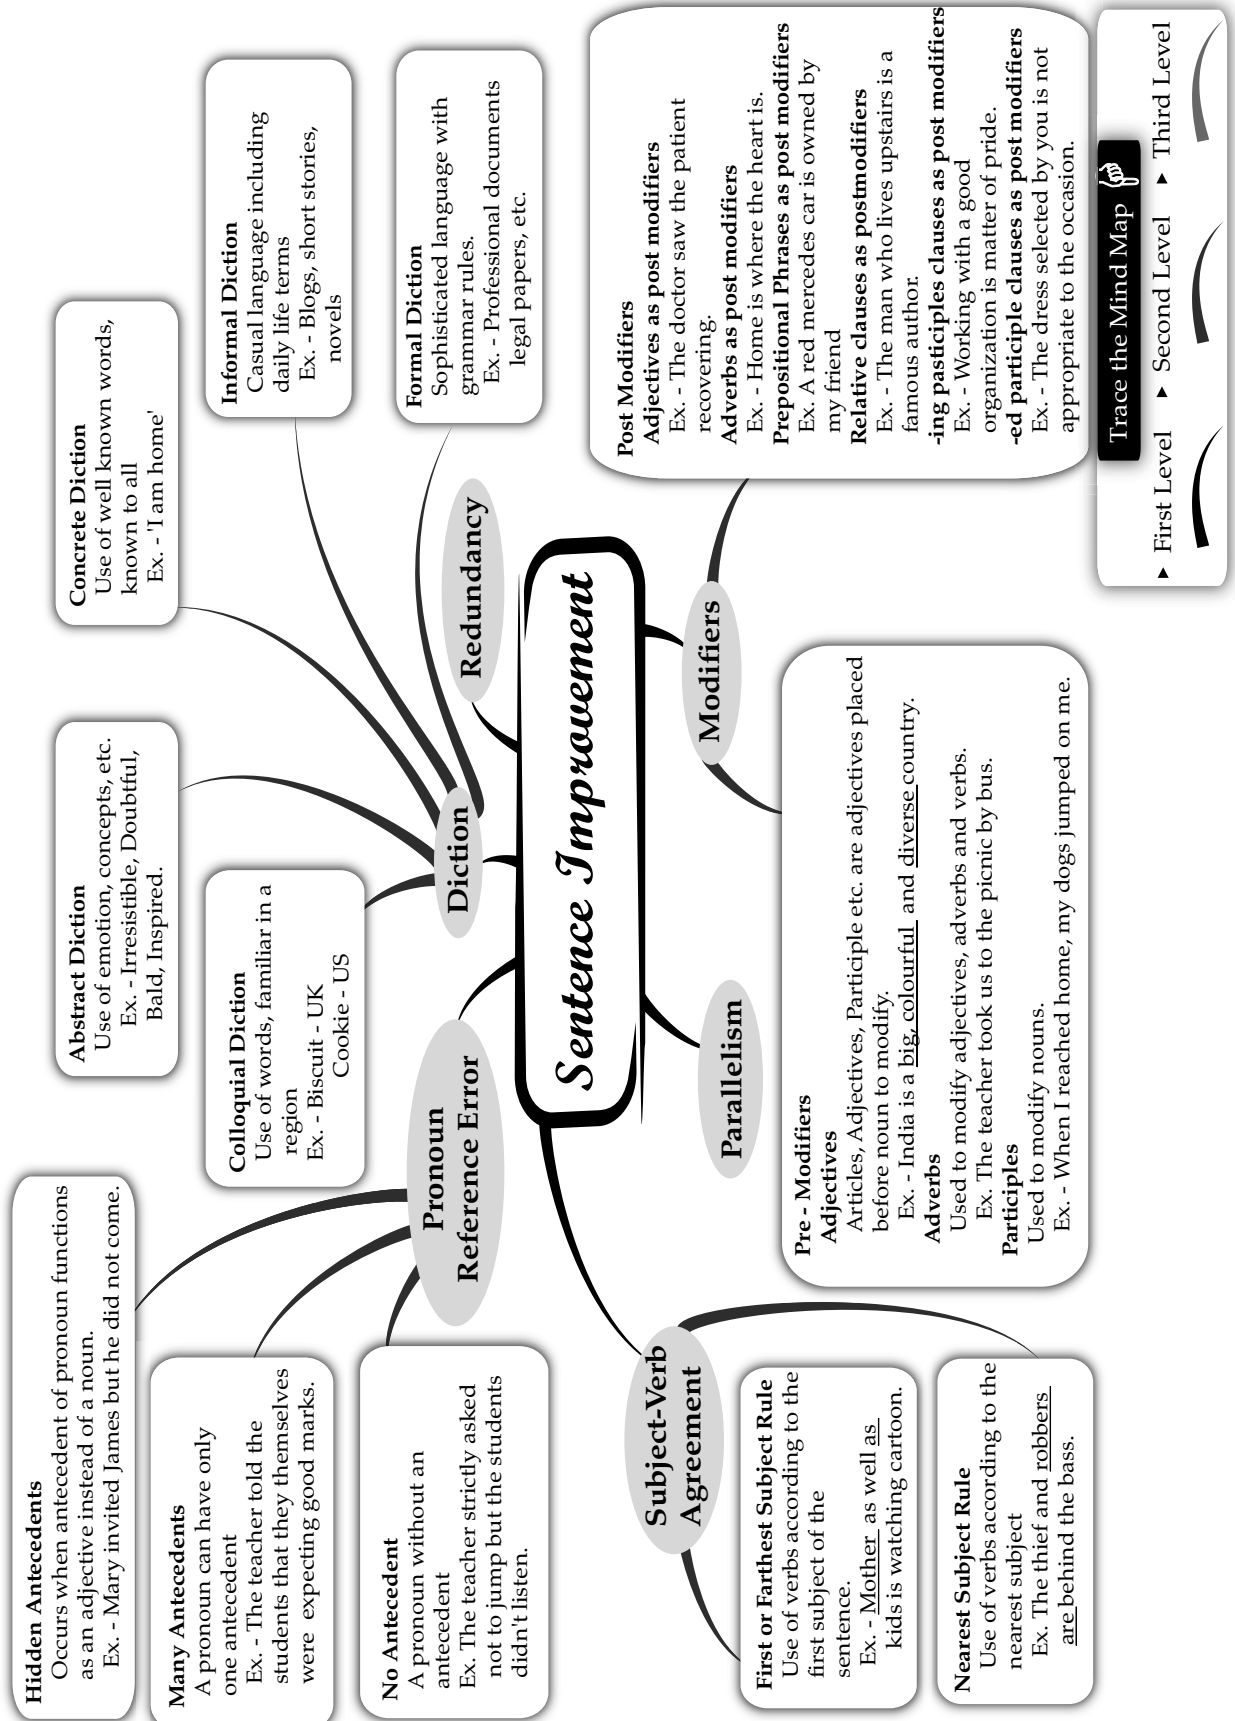 Sentence Improvement
Pronoun
Reference Error
Hidden Antecedents
Occurs when antecedent of pronoun functions
as an adjective instead of a noun.
Ex. - Mary invited James but he did not come.
Many Antecedents
A pronoun can have only
one antecedent
Ex. - The teacher told the
students that they themselves
were expecting good marks.
No Antecedent
A pronoun without an
antecedent
Ex. The teacher strictly asked
not to jump but the students
didn't listen.
Diction
Colloquial Diction
Use of words, familiar in a
region
Ex. - Biscuit - UK
Cookie - US
Abstract Diction
Use of emotion, concepts, etc.
Ex. - Irresistible, Doubtful,
Bald, Inspired.
Concrete Diction
Use of well known words,
known to all
Ex. - 'I am home'
Informal Diction
Casual language including
daily life terms
Ex. - Blogs, short stories,
novels
Formal Diction
Sophisticated language with
grammar rules.
Ex. - Professional documents
legal papers, etc.
Redundancy
Subject-Verb
Agreement
First or Farthest Subject Rule
Use of verbs according to the
first subject of the
sentence.
Ex. - Mother as well as
kids is watching cartoon.
Nearest Subject Rule
Use of verbs according to the
nearest subject
Ex. The thief and robbers
are behind the bass.
Parallelism
Modifiers
Pre - Modifiers
Adjectives
Articles, Adjectives, Participle etc. are adjectives placed
before noun to modify.
Ex. - India is a big, colourful and diverse country.
Adverbs
Used to modify adjectives, adverbs and verbs.
Ex. The teacher took us to the picnic by bus.
Participles
Used to modify nouns.
Ex. - When I reached home, my dogs jumped on me.
Post Modifiers
Adjectives as post modifiers
Ex. - The doctor saw the patient
recovering.
Adverbs as post modifiers
Ex. - Home is where the heart is.
Prepositional Phrases as post modifiers
Ex. A red mercedes car is owned by
my friend
Relative clauses as postmodifiers
Ex. - The man who lives upstairs is a
famous author.
-ing pasticiples clauses as post modifiers
Ex. - Working with a good
organization is matter of pride.
-ed participle clauses as post modifiers
Ex. - The dress selected by you is not
appropriate to the occasion.
Trace the Mind Map
First Level
Second Level
Third Level